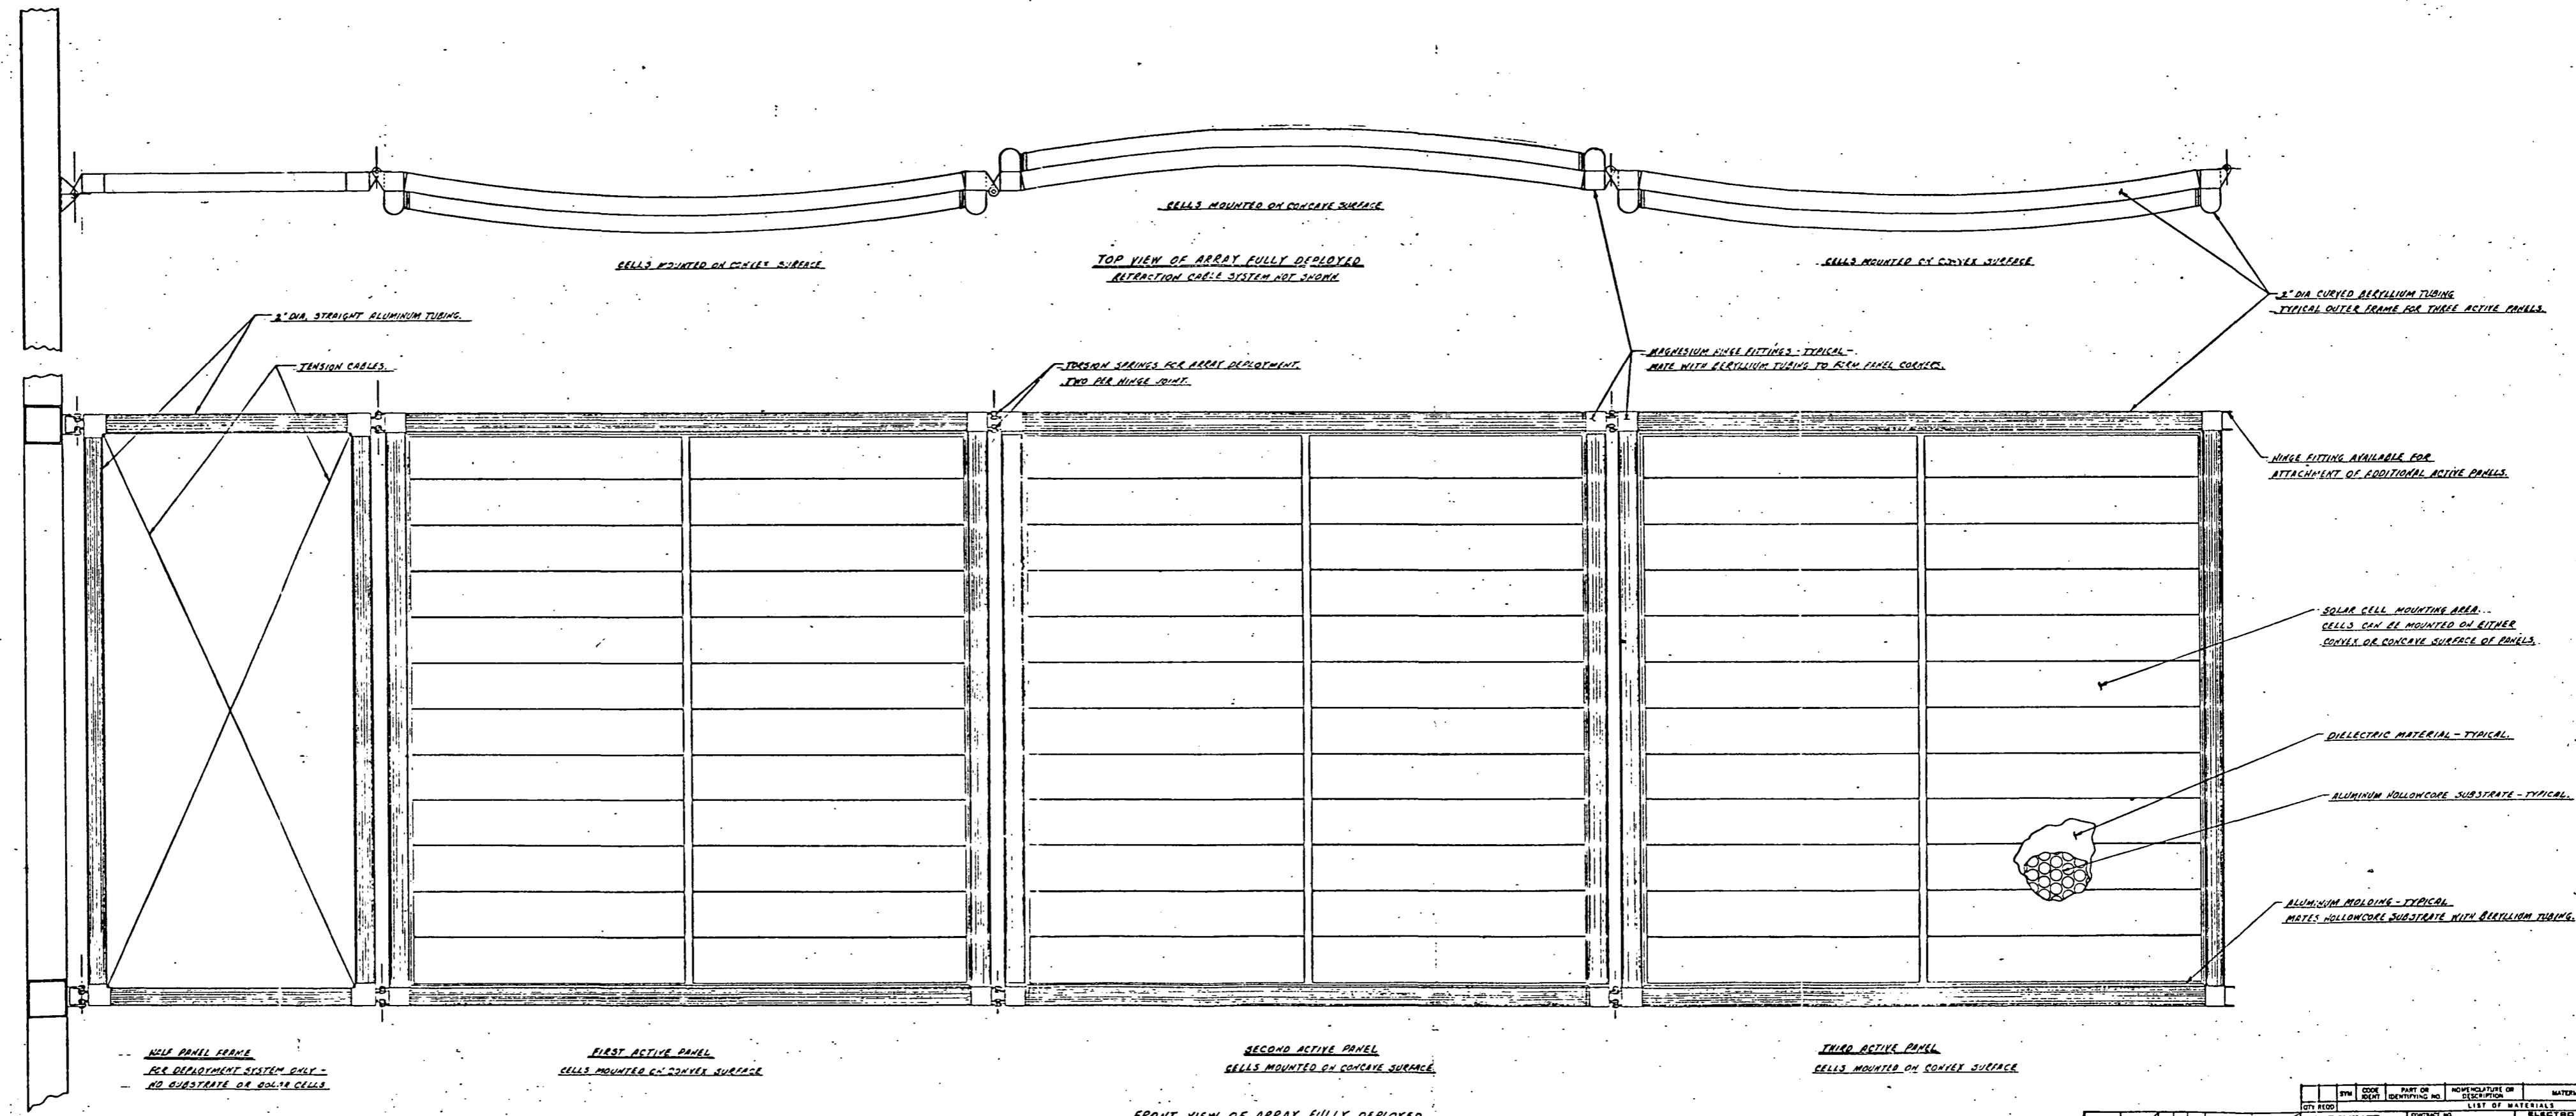 CELLS MOUNTED ON CONCAVE SURFACE
CELLS MOUNTED ON CONVEX SURFACE
TOP VIEW OF ARRAY FULLY DEPLOYED
RETRACTION CABLE SYSTEM NOT SHOWN
CELLS MOUNTED ON CONVEX SURFACE
2" DIA CURVED BERYLLIUM TUBING
TYPICAL OUTER FRAME FOR THREE ACTIVE PANELS.
2" DIA. STRAIGHT ALUMINUM TUBING.
TENSION CABLES.
TORSION SPRINGS FOR ARRAY DEPLOYMENT.
TWO PER HINGE JOINT.
MAGNESIUM HINGE FITTINGS - TYPICAL -
MATE WITH BERYLLIUM TUBING TO FORM PANEL CORNERS.
HINGE FITTING AVAILABLE FOR
ATTACHMENT OF ADDITIONAL ACTIVE PANELS.
SOLAR CELL MOUNTING AREA.
CELLS CAN BE MOUNTED ON EITHER
CONVEX OR CONCAVE SURFACE OF PANELS.
DIELECTRIC MATERIAL - TYPICAL.
ALUMINUM HOLLOWCORE SUBSTRATE - TYPICAL.
ALUMINUM MOLDING - TYPICAL
MATES HOLLOWCORE SUBSTRATE WITH BERYLLIUM TUBING.
HALF PANEL FRAME
FOR DEPLOYMENT SYSTEM ONLY -
NO SUBSTRATE OR SOLAR CELLS
FIRST ACTIVE PANEL
CELLS MOUNTED ON CONVEX SURFACE
SECOND ACTIVE PANEL
CELLS MOUNTED ON CONCAVE SURFACE
THIRD ACTIVE PANEL
CELLS MOUNTED ON CONVEX SURFACE
FRONT VIEW OF ARRAY FULLY DEPLOYED
SYM CODE IDENT PART OR IDENTIFYING NO. NOMENCLATURE OR DESCRIPTION
QTY REQD LIST OF MATERIALS